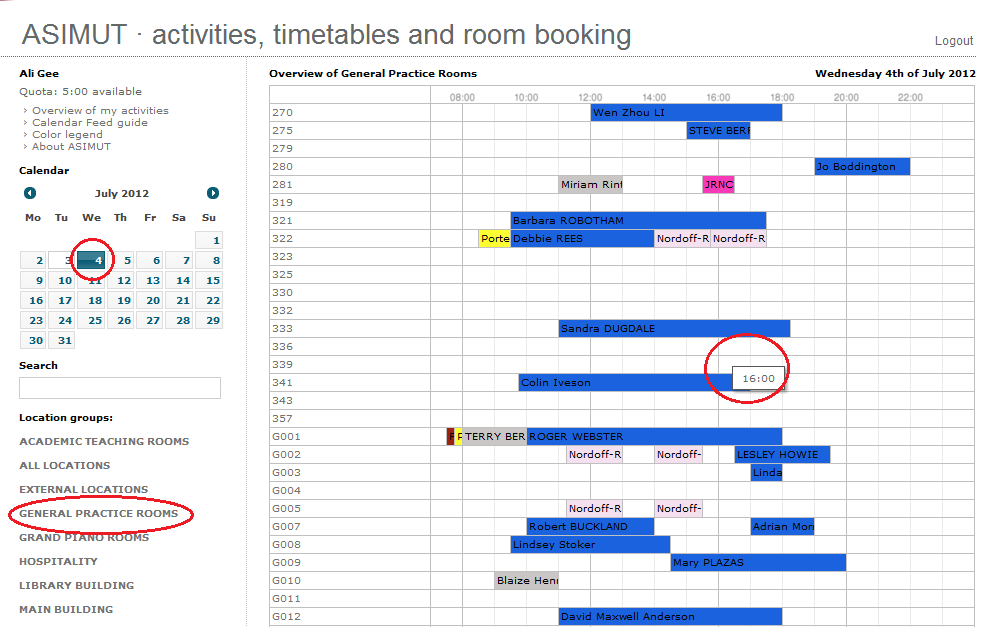 ASIMUT · activities, timetables and room booking
Logout
Ali Gee
Quota: 5:00 available
› Overview of my activities
› Calendar Feed guide
› Color legend
› About ASIMUT
Calendar
July 2012
Mo Tu We Th Fr Sa Su
1
2 3 4 5 6 7 8
9 10 11 12 13 14 15
16 17 18 19 20 21 22
23 24 25 26 27 28 29
30 31
Search
Location groups:
ACADEMIC TEACHING ROOMS
ALL LOCATIONS
EXTERNAL LOCATIONS
GENERAL PRACTICE ROOMS
GRAND PIANO ROOMS
HOSPITALITY
LIBRARY BUILDING
MAIN BUILDING
Overview of General Practice Rooms
Wednesday 4th of July 2012
08:00 10:00 12:00 14:00 16:00 18:00 20:00 22:00
270 Wen Zhou LI
275 STEVE BERR
279
280 Jo Boddington
281 Miriam Rint JRNC
319
321 Barbara ROBOTHAM
322 Porte Debbie REES Nordoff-R Nordoff-R
323
325
330
332
333 Sandra DUGDALE
336
339
16:00
341 Colin Iveson
343
357
G001 F F TERRY BER ROGER WEBSTER
G002 Nordoff-R Nordoff- LESLEY HOWIE
G003 Linda
G004
G005 Nordoff-R Nordoff-
G007 Robert BUCKLAND Adrian Mor
G008 Lindsey Stoker
G009 Mary PLAZAS
G010 Blaize Henr
G011
G012 David Maxwell Anderson